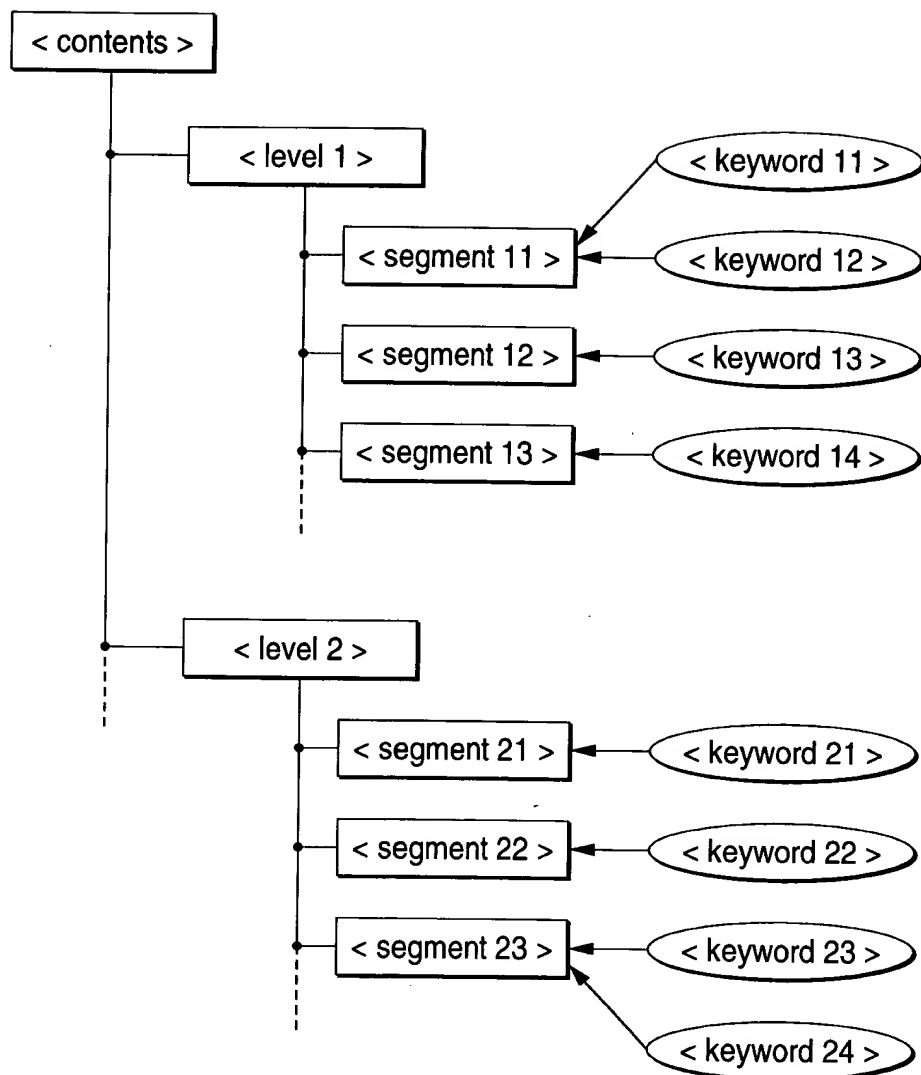 < contents >
< level 1 >
< keyword 11 >
< segment 11 >
< keyword 12 >
< segment 12 >
< keyword 13 >
< segment 13 >
< keyword 14 >
< level 2 >
< segment 21 >
< keyword 21 >
< segment 22 >
< keyword 22 >
< segment 23 >
< keyword 23 >
< keyword 24 >